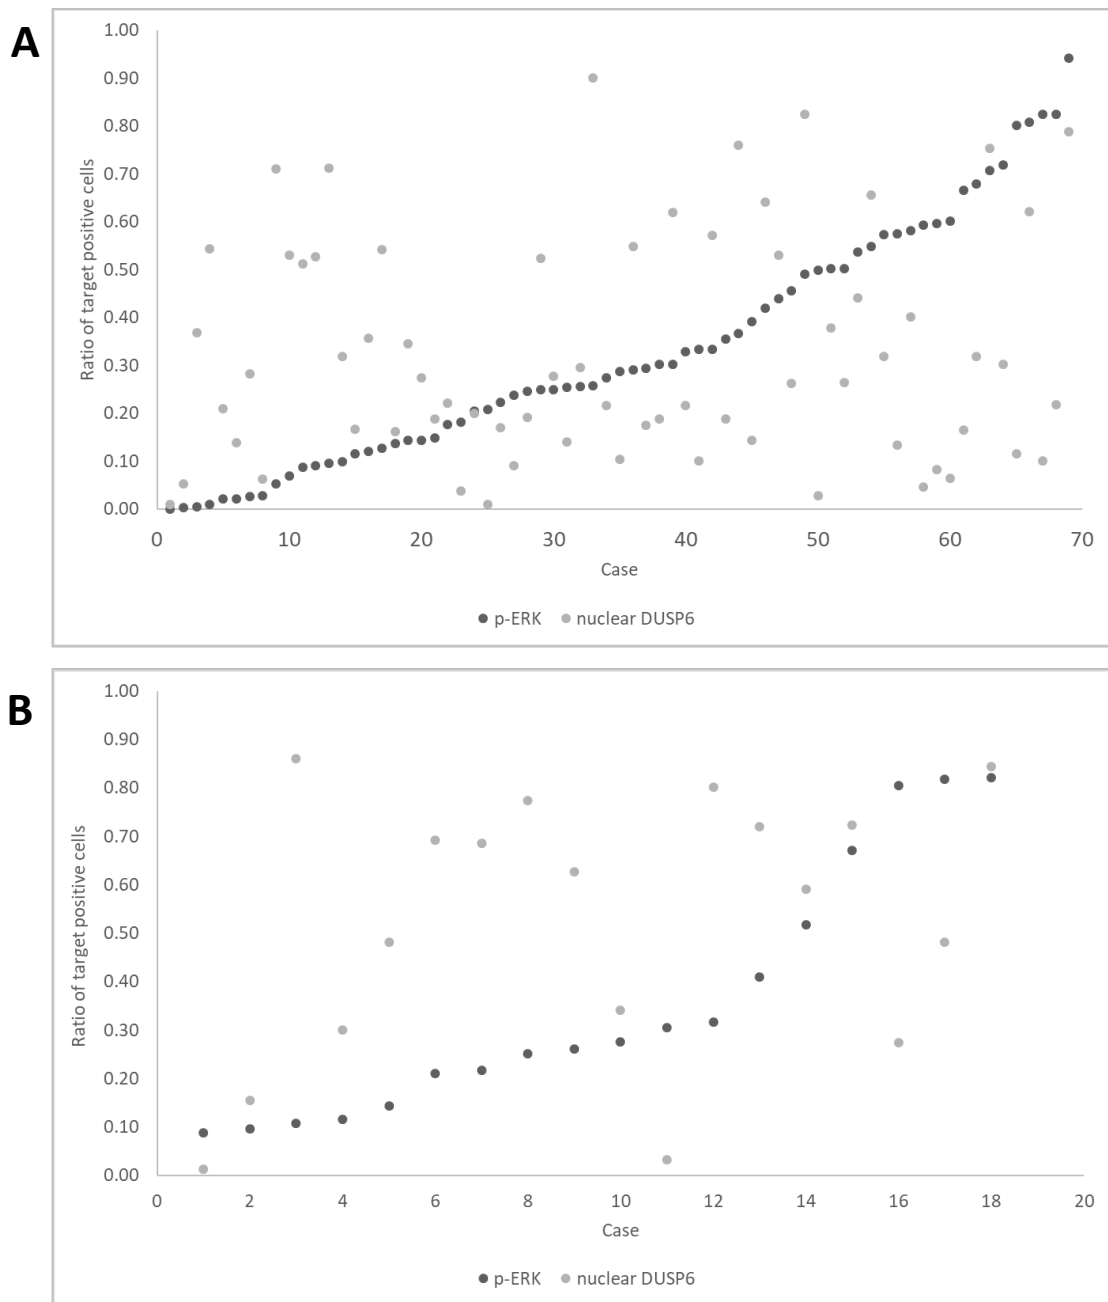 A
1.00
0.90
0.80
0.70
0.60
0.50
0.40
0.30
0.20
0.10
0.00
Ratio of target positive cells
0 10 20 30 40 50 60 70
Case
p-ERK nuclear DUSP6
B
1.00
0.90
0.80
0.70
0.60
0.50
0.40
0.30
0.20
0.10
0.00
Ratio of target positive cells
0 2 4 6 8 10 12 14 16 18 20
Case
p-ERK nuclear DUSP6